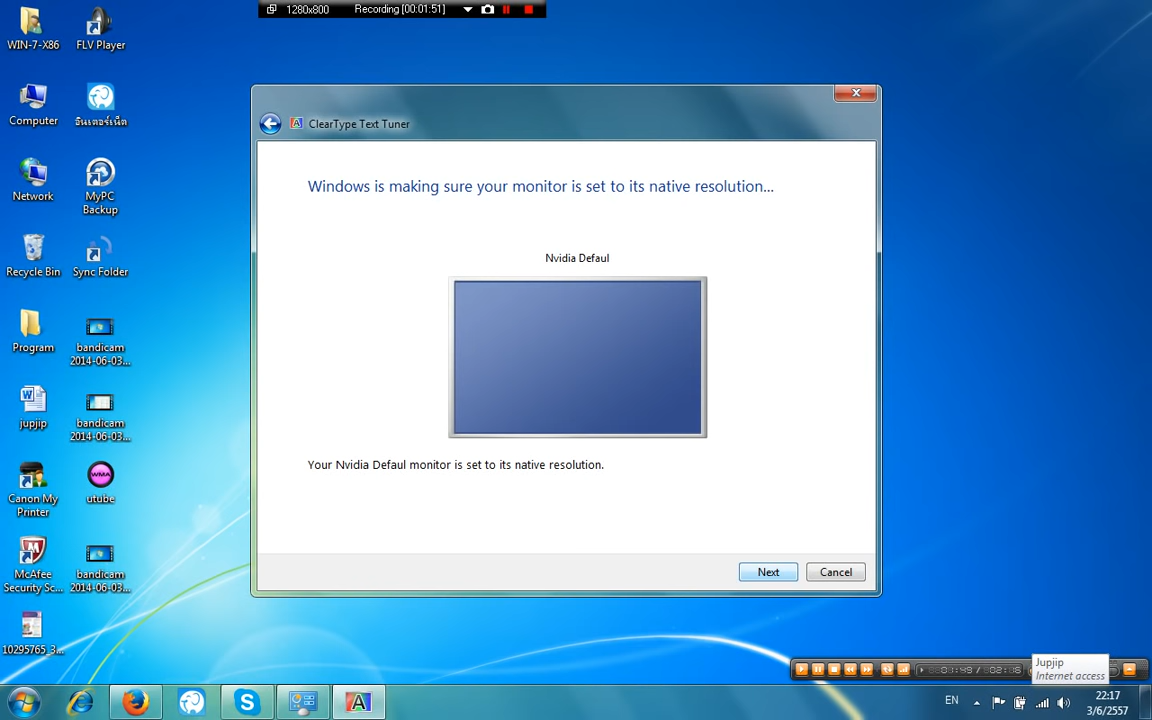 1280x800
Recording [00:01:51]
WIN-7-X86
FLV Player
Computer
อินเตอร์เน็ต
Network
MyPC
Backup
Recycle Bin
Sync Folder
Program
bandicam
2014-06-03...
jupjip
bandicam
2014-06-03...
Canon My
Printer
WMA
utube
McAfee
Security Sc...
bandicam
2014-06-03...
10295765_3...
ClearType Text Tuner
Windows is making sure your monitor is set to its native resolution...
Nvidia Defaul
Your Nvidia Defaul monitor is set to its native resolution.
Next
Cancel
Jupjip
Internet access
EN
22:17
3/6/2557